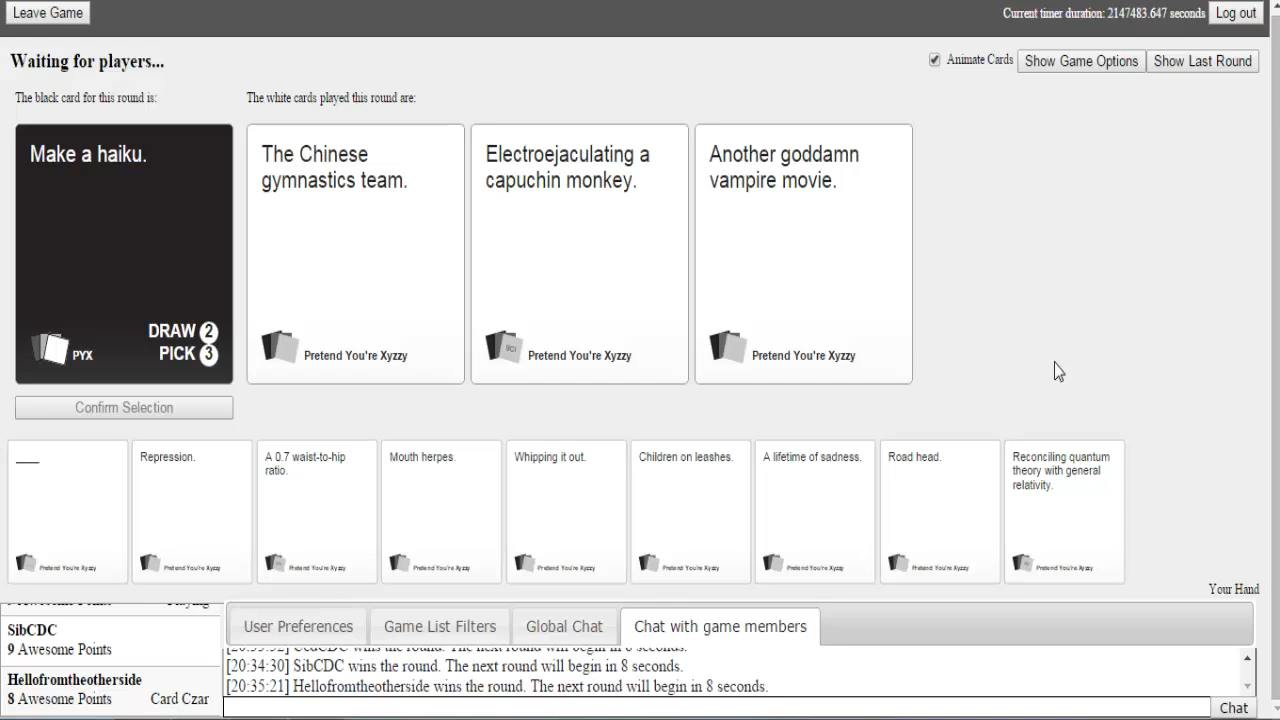 Leave Game
Current timer duration: 2147483.647 seconds
Log out
Waiting for players...
Animate Cards
Show Game Options
Show Last Round
The black card for this round is:
The white cards played this round are:
Make a haiku.
DRAW 2
PICK 3
PYX
The Chinese
gymnastics team.
Pretend You're Xyzzy
Electroejaculating a
capuchin monkey.
Pretend You're Xyzzy
Another goddamn
vampire movie.
Pretend You're Xyzzy
Confirm Selection
____
Pretend You're Xyzzy
Repression.
Pretend You're Xyzzy
A 0.7 waist-to-hip
ratio.
Pretend You're Xyzzy
Mouth herpes.
Pretend You're Xyzzy
Whipping it out.
Pretend You're Xyzzy
Children on leashes.
Pretend You're Xyzzy
A lifetime of sadness.
Pretend You're Xyzzy
Road head.
Pretend You're Xyzzy
Reconciling quantum
theory with general
relativity.
Pretend You're Xyzzy
Your Hand
SibCDC
9 Awesome Points
Hellofromtheotherside
8 Awesome Points
Card Czar
User Preferences
Game List Filters
Global Chat
Chat with game members
[20:34:30] SibCDC wins the round. The next round will begin in 8 seconds.
[20:35:21] Hellofromtheotherside wins the round. The next round will begin in 8 seconds.
Chat